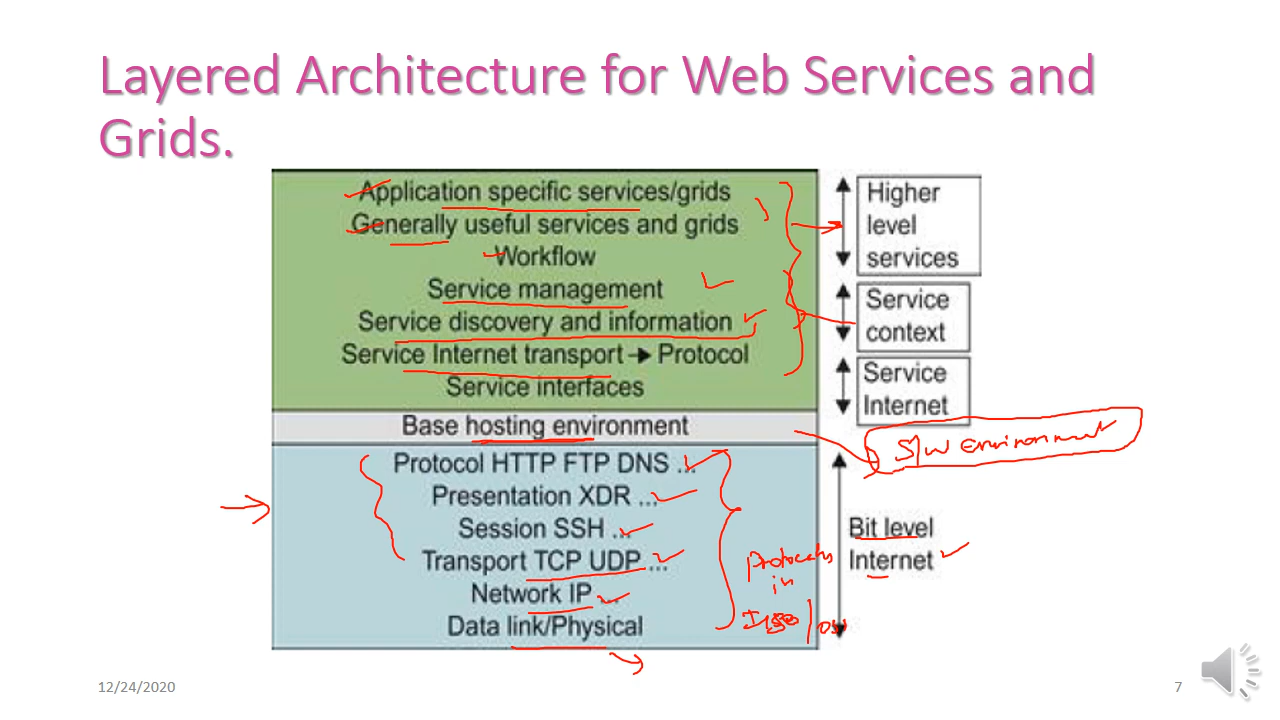 Layered Architecture for Web Services and
Grids.
Application specific services/grids
Generally useful services and grids
Workflow
Service management
Service discovery and information
Service Internet transport → Protocol
Service interfaces
Base hosting environment
Protocol HTTP FTP DNS ...
Presentation XDR ...
Session SSH ...
Transport TCP UDP ...
Network IP ...
Data link/Physical
Higher
level
services
Service
context
Service
Internet
S/W Environment
Bit level
Internet
Protocols
in
12/24/2020
7